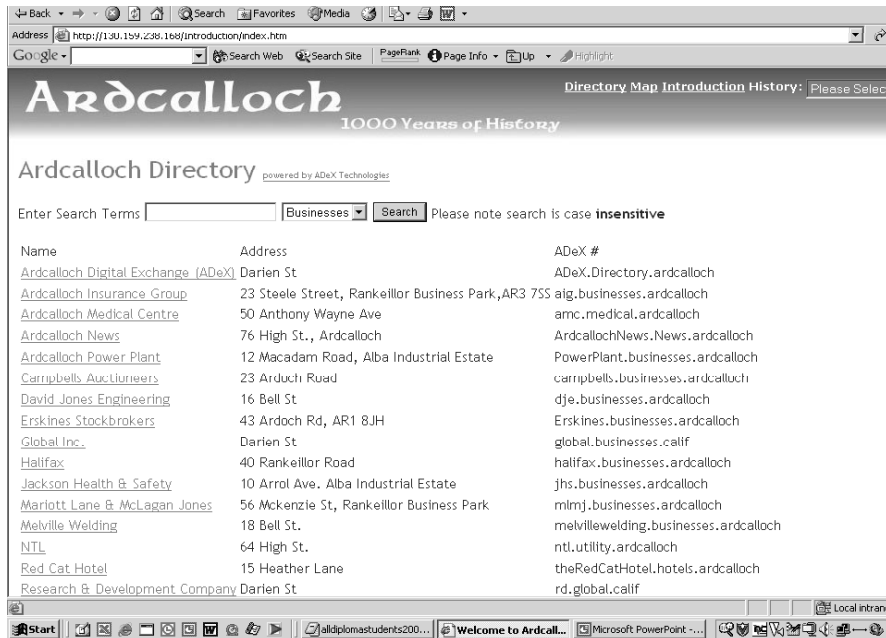 Back Search Favorites Media
Address http://130.159.238.168/Introduction/index.htm
Google Search Web Search Site PageRank Page Info Up Highlight
Ardcalloch
1000 Years of History
Directory Map Introduction History: Please Selec
Ardcalloch Directory powered by ADeX Technologies
Enter Search Terms Businesses Search Please note search is case insensitive
Name Address ADeX #
Ardcalloch Digital Exchange (ADeX) Darien St ADeX.Directory.ardcalloch
Ardcalloch Insurance Group 23 Steele Street, Rankeillor Business Park,AR3 7SS aig.businesses.ardcalloch
Ardcalloch Medical Centre 50 Anthony Wayne Ave amc.medical.ardcalloch
Ardcalloch News 76 High St., Ardcalloch ArdcallochNews.News.ardcalloch
Ardcalloch Power Plant 12 Macadam Road, Alba Industrial Estate PowerPlant.businesses.ardcalloch
Campbells Auctioneers 23 Ardoch Road campbells.businesses.ardcalloch
David Jones Engineering 16 Bell St dje.businesses.ardcalloch
Erskines Stockbrokers 43 Ardoch Rd, AR1 8JH Erskines.businesses.ardcalloch
Global Inc. Darien St global.businesses.calif
Halifax 40 Rankeillor Road halifax.businesses.ardcalloch
Jackson Health & Safety 10 Arrol Ave. Alba Industrial Estate jhs.businesses.ardcalloch
Mariott Lane & McLagan Jones 56 Mckenzie St, Rankeillor Business Park mlmj.businesses.ardcalloch
Melville Welding 18 Bell St. melvillewelding.businesses.ardcalloch
NTL 64 High St. ntl.utility.ardcalloch
Red Cat Hotel 15 Heather Lane theRedCatHotel.hotels.ardcalloch
Research & Development Company Darien St rd.global.calif
Local intran
Start alldiplomastudents200... Welcome to Ardcall... Microsoft PowerPoint -...